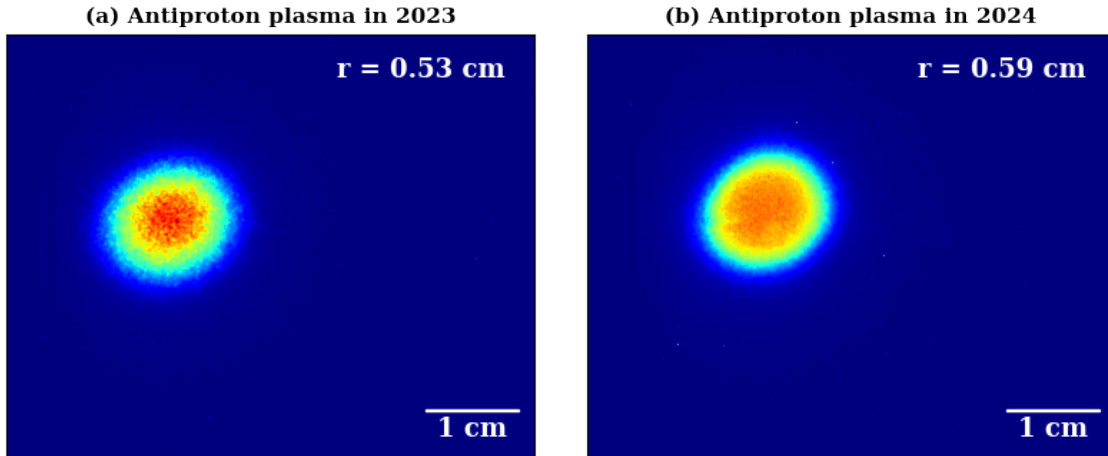 (a) Antiproton plasma in 2023
r = 0.53 cm
1 cm
(b) Antiproton plasma in 2024
r = 0.59 cm
1 cm